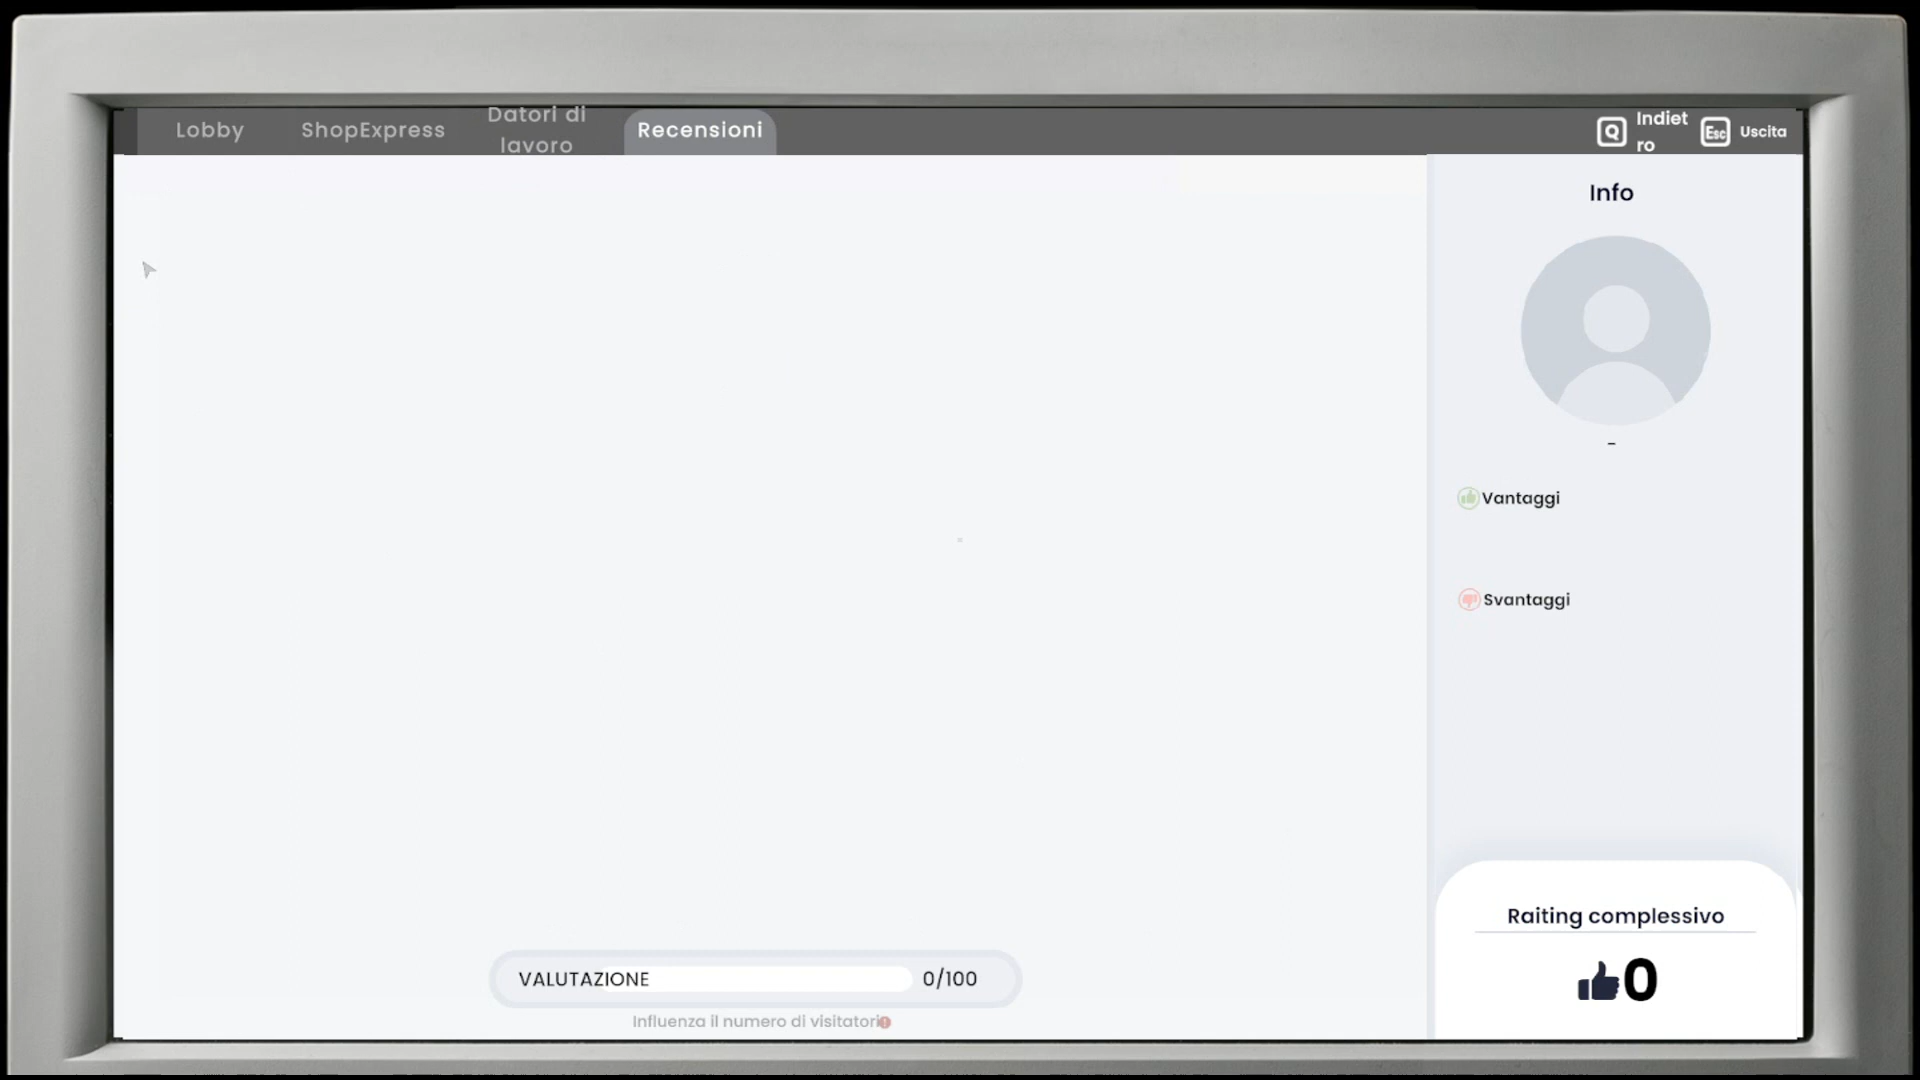 Lobby
ShopExpress
Datori di
lavoro
Recensioni
Q
Indiet
ro
Esc
Uscita
Info
-
Vantaggi
Svantaggi
VALUTAZIONE
0/100
Influenza il numero di visitatori
Raiting complessivo
0